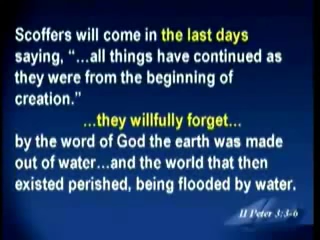 Scoffers will come in the last days
saying, “…all things have continued as
they were from the beginning of
creation.”
…they willfully forget…
by the word of God the earth was made
out of water…and the world that then
existed perished, being flooded by water.
II Peter 3:3-6